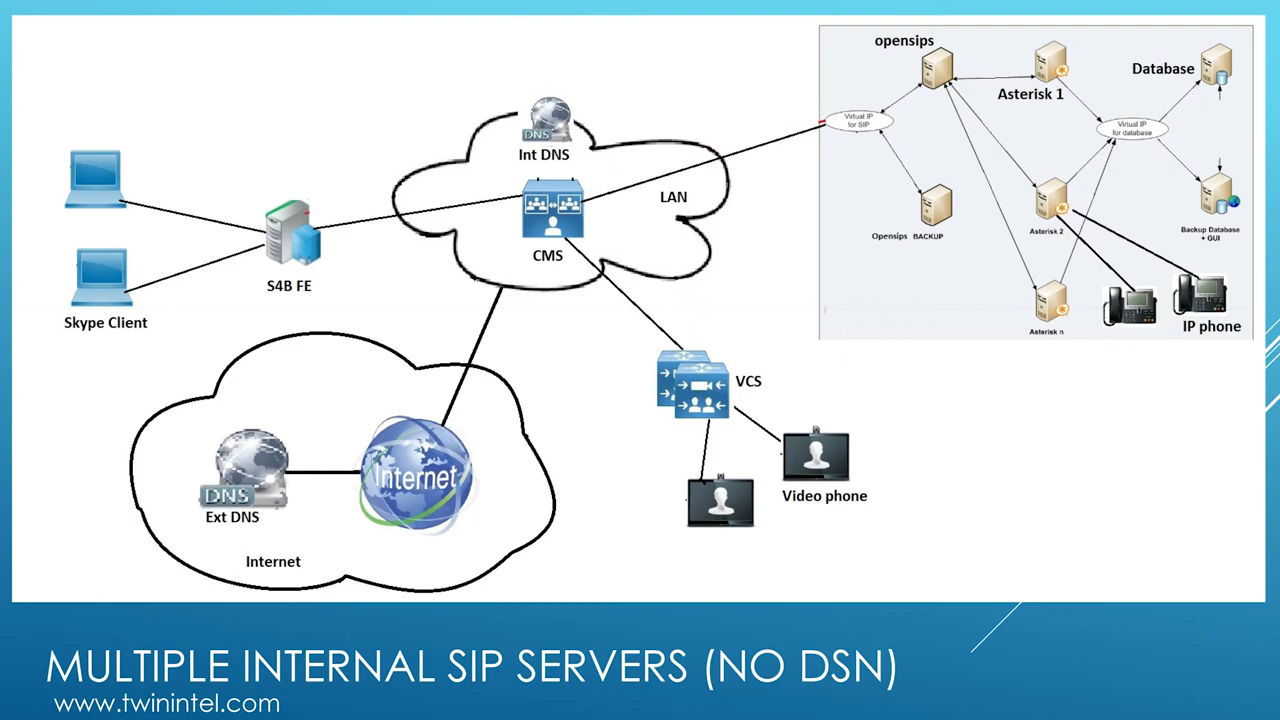 opensips
Asterisk 1
Database
Virtual IP
for SIP
Virtual IP
for database
DNS
Int DNS
LAN
CMS
S4B FE
Skype Client
Opensips BACKUP
Asterisk 2
Backup Database
+ GUI
Asterisk n
IP phone
VCS
Video phone
DNS
Ext DNS
Internet
Internet
MULTIPLE INTERNAL SIP SERVERS (NO DSN)
www.twinintel.com